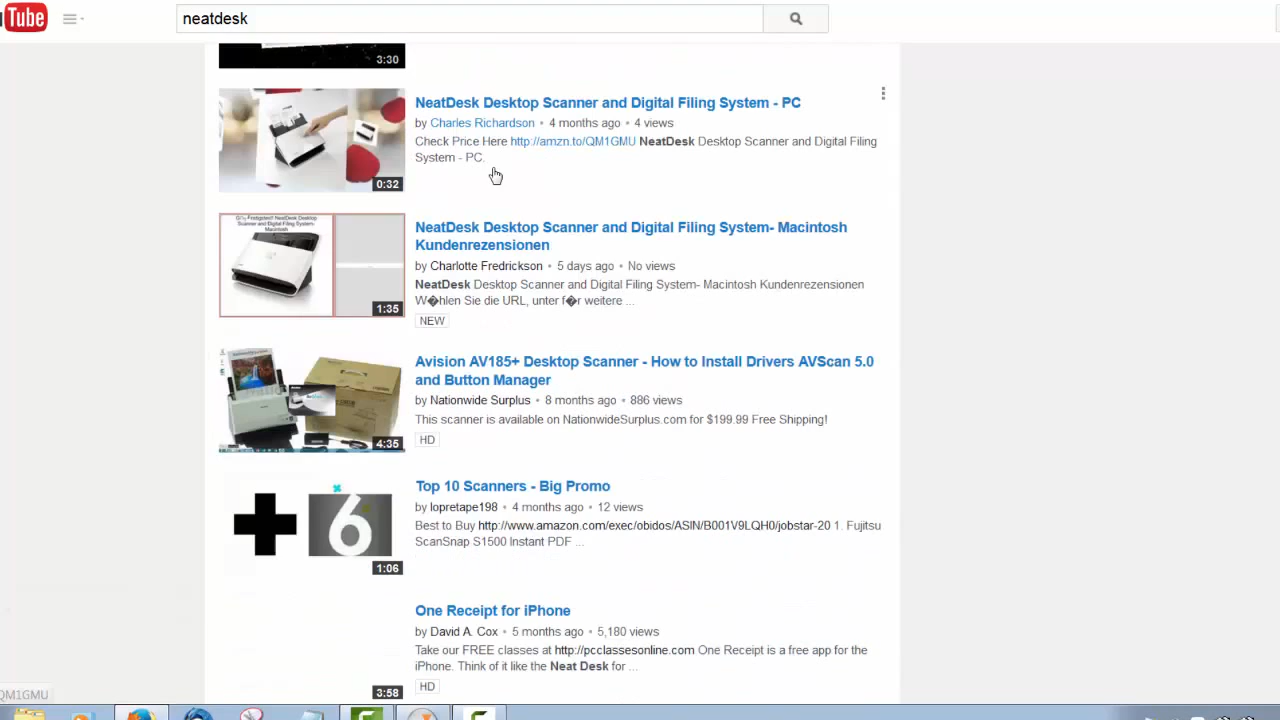 Tube
neatdesk
3:30
NeatDesk Desktop Scanner and Digital Filing System - PC
by Charles Richardson • 4 months ago • 4 views
Check Price Here http://amzn.to/QM1GMU NeatDesk Desktop Scanner and Digital Filing
System - PC.
0:32
NeatDesk Desktop Scanner and Digital Filing System- Macintosh
Kundenrezensionen
by Charlotte Fredrickson • 5 days ago • No views
NeatDesk Desktop Scanner and Digital Filing System- Macintosh Kundenrezensionen
W�hlen Sie die URL, unter f�r weitere ...
NEW
NeatDesk Desktop
Scanner and Digital Filing System-
Macintosh
1:35
Avision AV185+ Desktop Scanner - How to Install Drivers AVScan 5.0
and Button Manager
by Nationwide Surplus • 8 months ago • 886 views
This scanner is available on NationwideSurplus.com for $199.99 Free Shipping!
HD
4:35
Top 10 Scanners - Big Promo
by lopretape198 • 4 months ago • 12 views
Best to Buy http://www.amazon.com/exec/obidos/ASIN/B001V9LQH0/jobstar-20 1. Fujitsu
ScanSnap S1500 Instant PDF ...
6
1:06
One Receipt for iPhone
by David A. Cox • 5 months ago • 5,180 views
Take our FREE classes at http://pcclassesonline.com One Receipt is a free app for the
iPhone. Think of it like the Neat Desk for ...
HD
3:58
QM1GMU